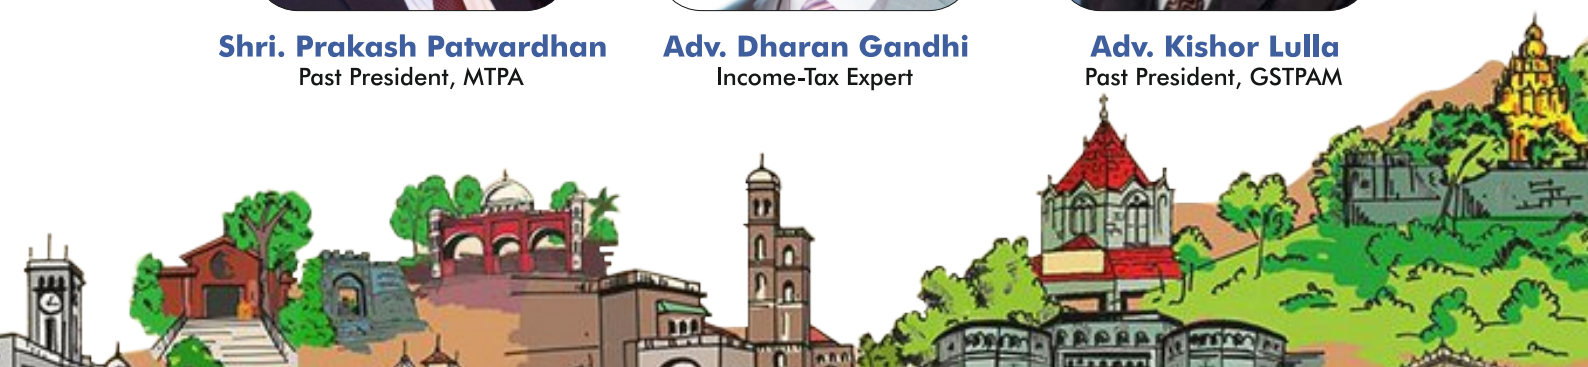 Shri. Prakash Patwardhan
Past President, MTPA
Adv. Dharan Gandhi
Income-Tax Expert
Adv. Kishor Lulla
Past President, GSTPAM